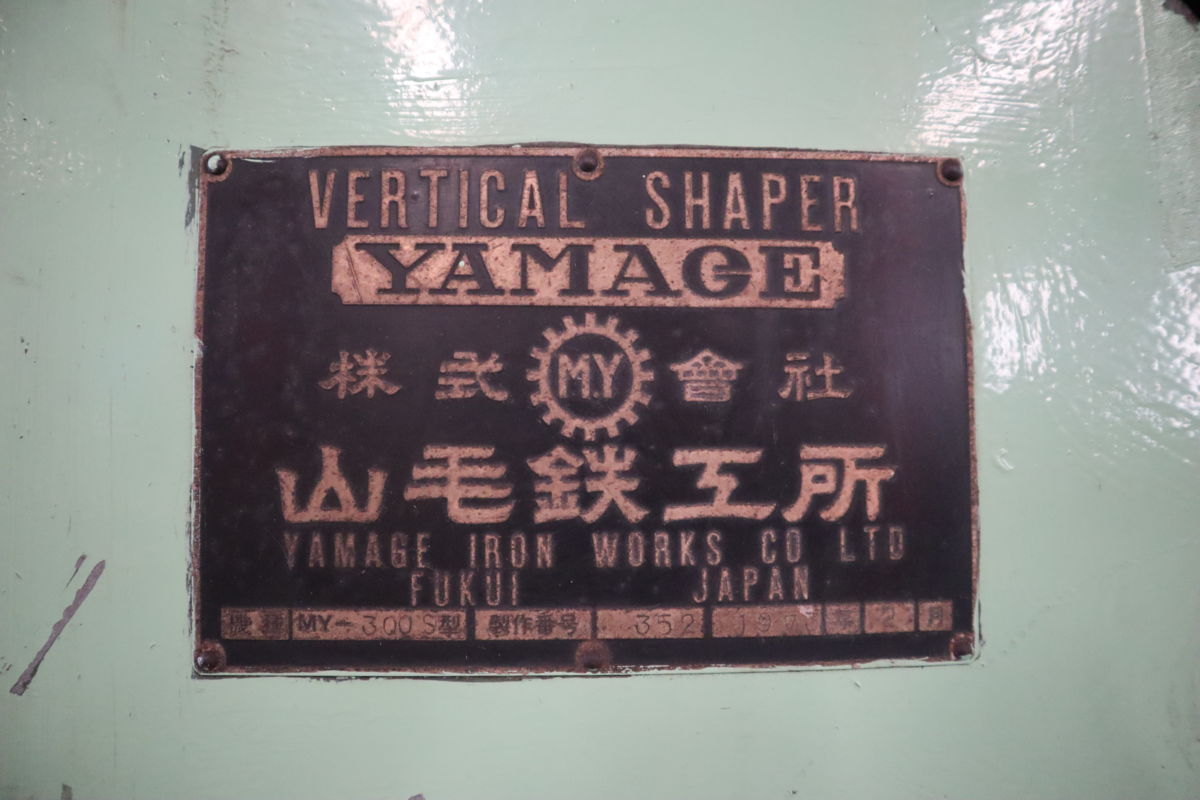 VERTICAL SHAPER
YAMAGE
株式 M.Y 會社
山毛鉄工所
YAMAGE IRON WORKS CO LTD
FUKUI JAPAN
機種 MY-300S型 製作番号 352 年 2 月